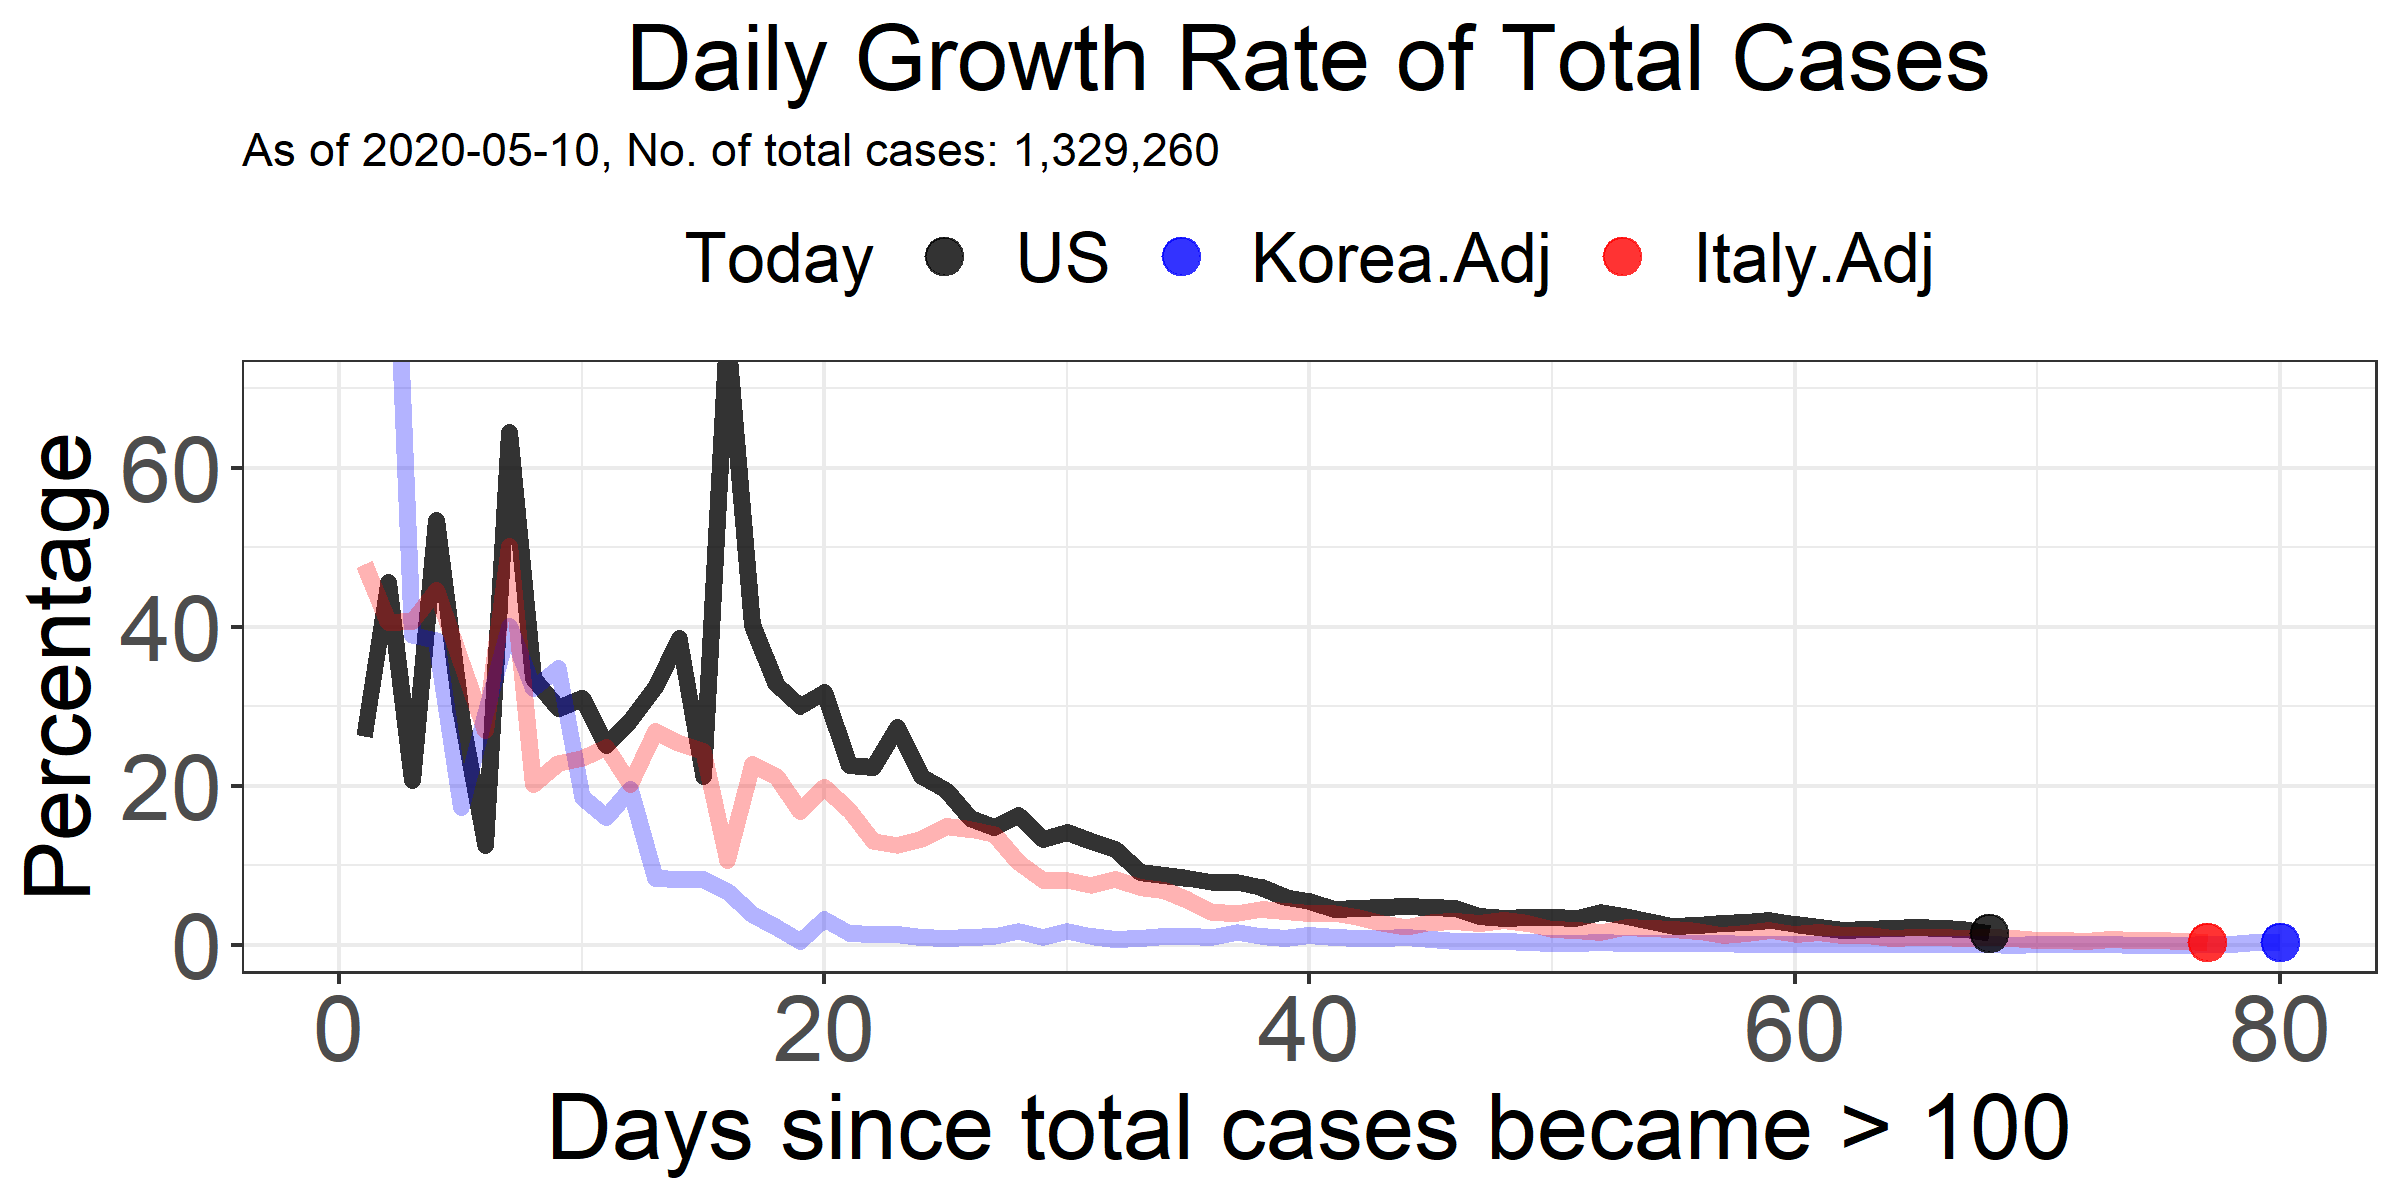 Daily Growth Rate of Total Cases
As of 2020-05-10, No. of total cases: 1,329,260
Today US Korea.Adj Italy.Adj
Percentage
60
40
20
0
0 20 40 60 80
Days since total cases became > 100